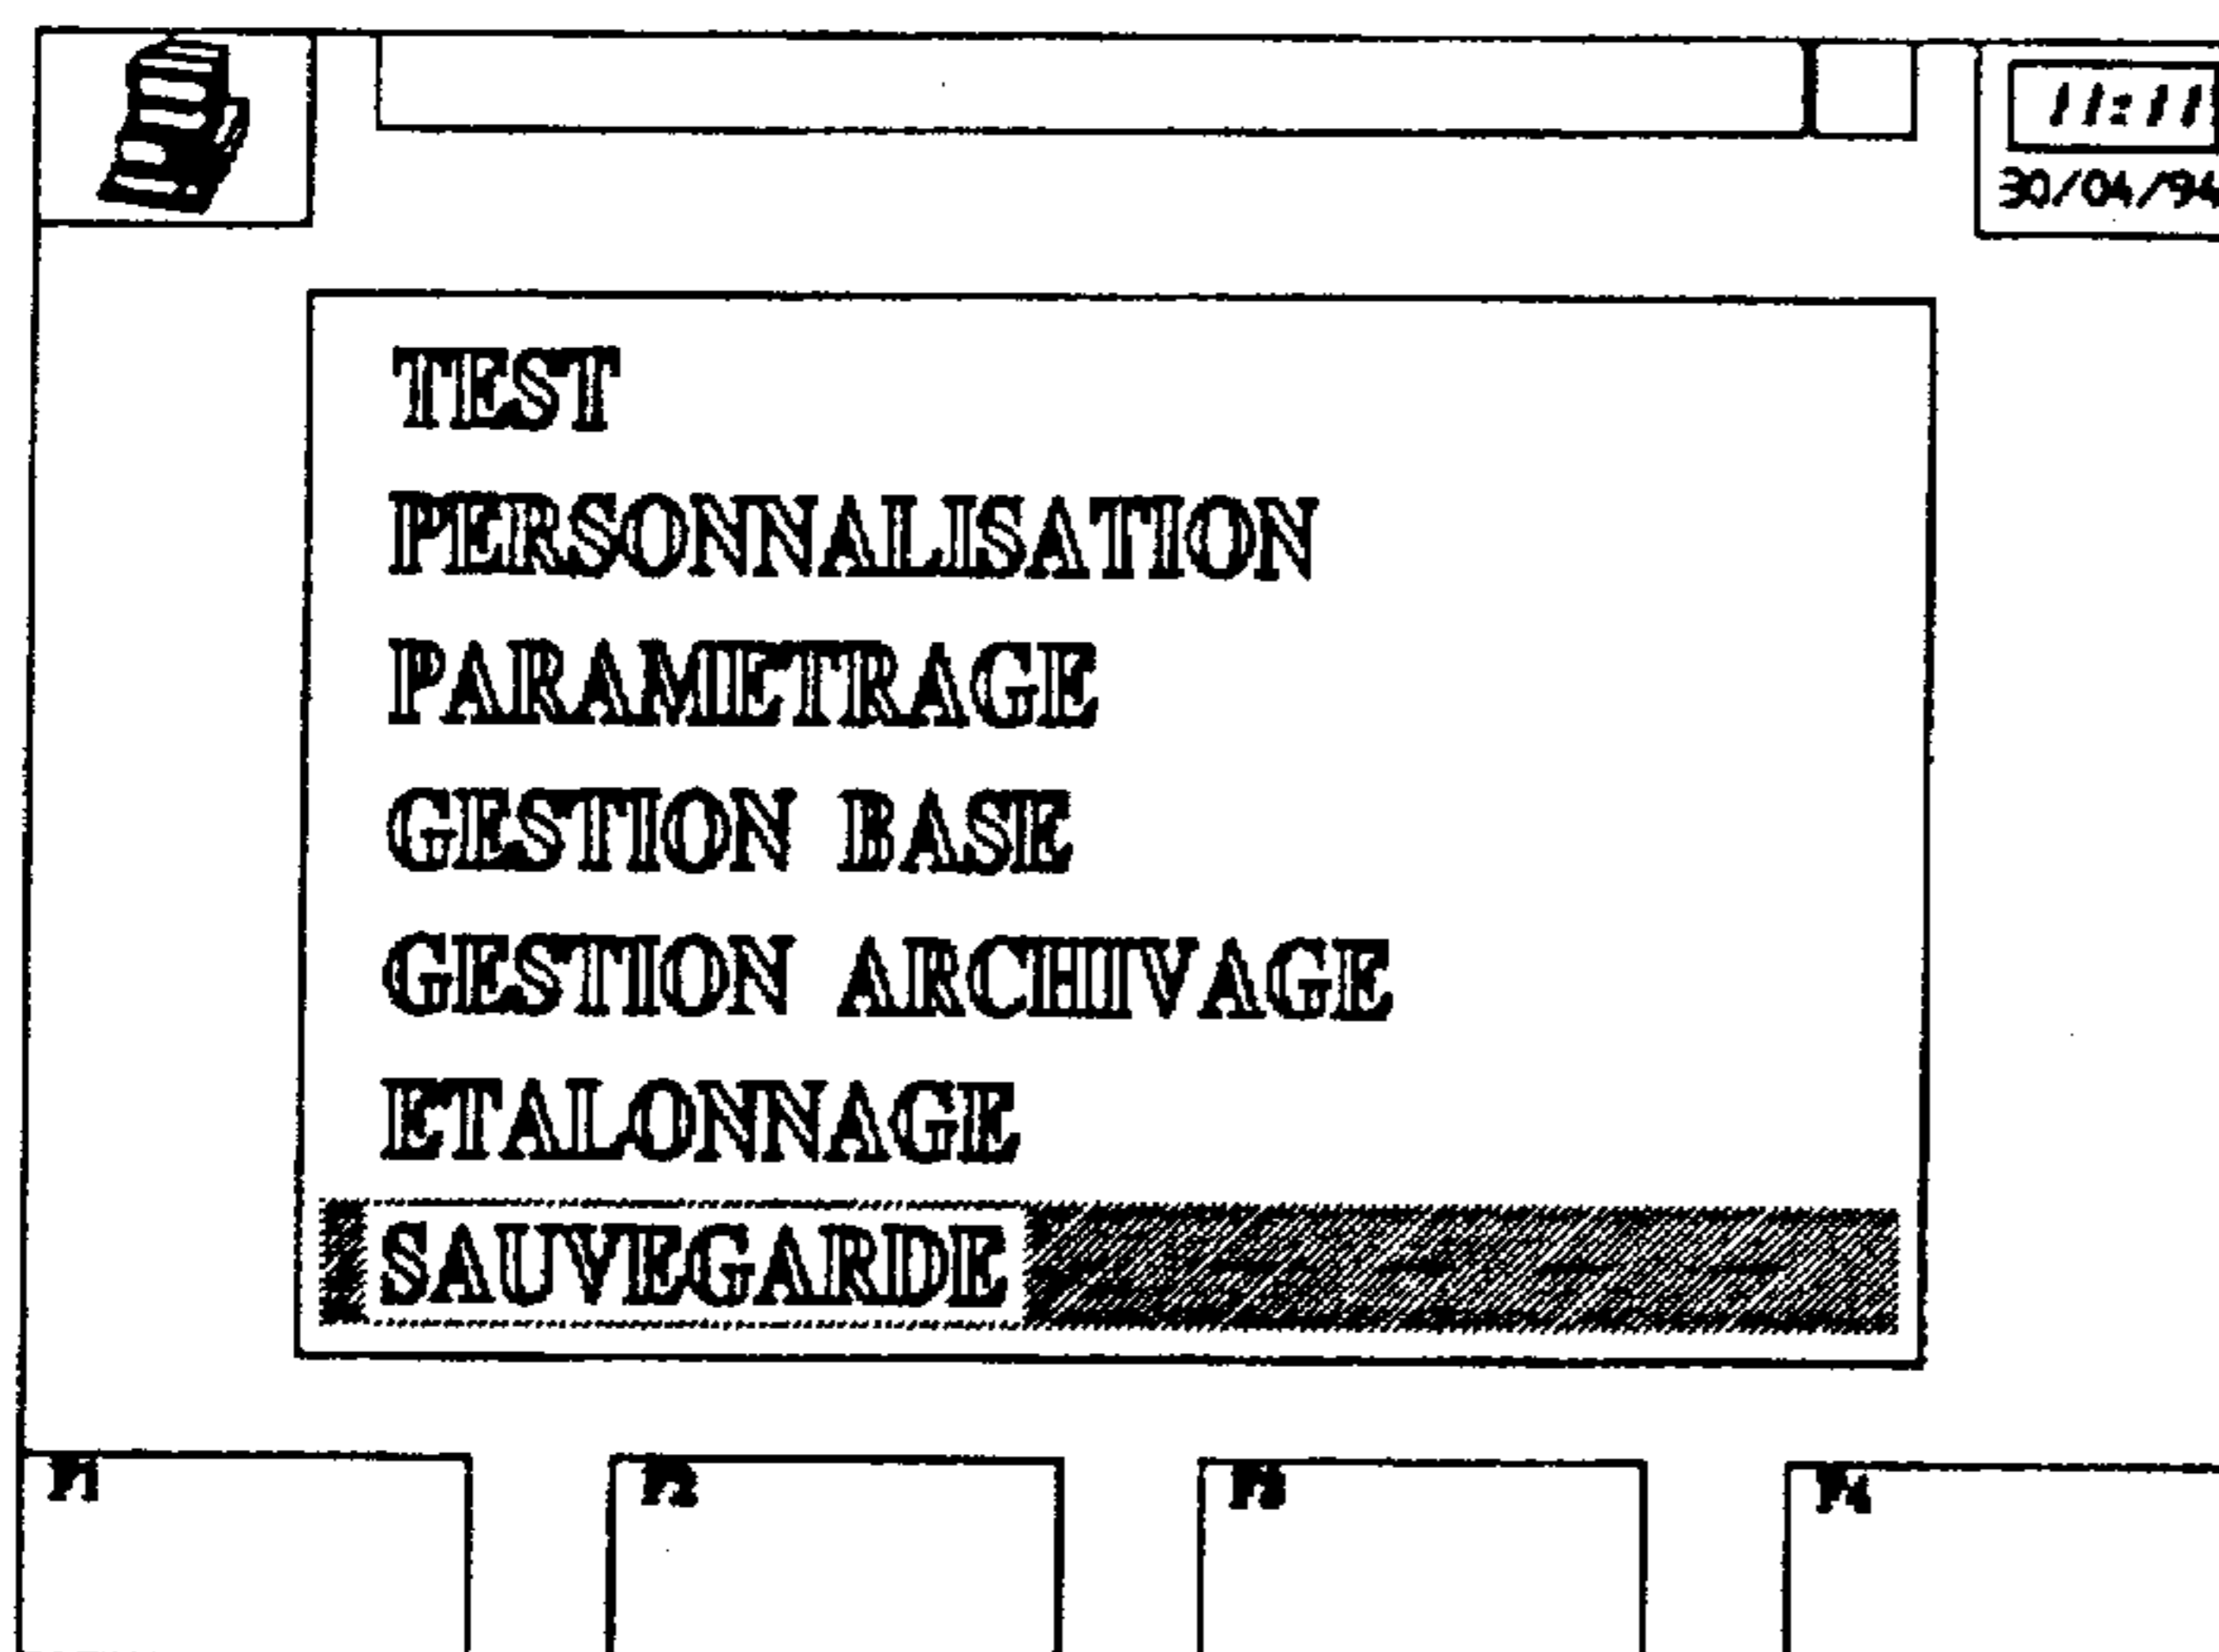 11:11
30/04/94
TEST
PERSONNALISATION
PARAMETRAGE
GESTION BASE
GESTION ARCHIVAGE
ETALONNAGE
SAUVEGARDE
F1 F2 F3 F4